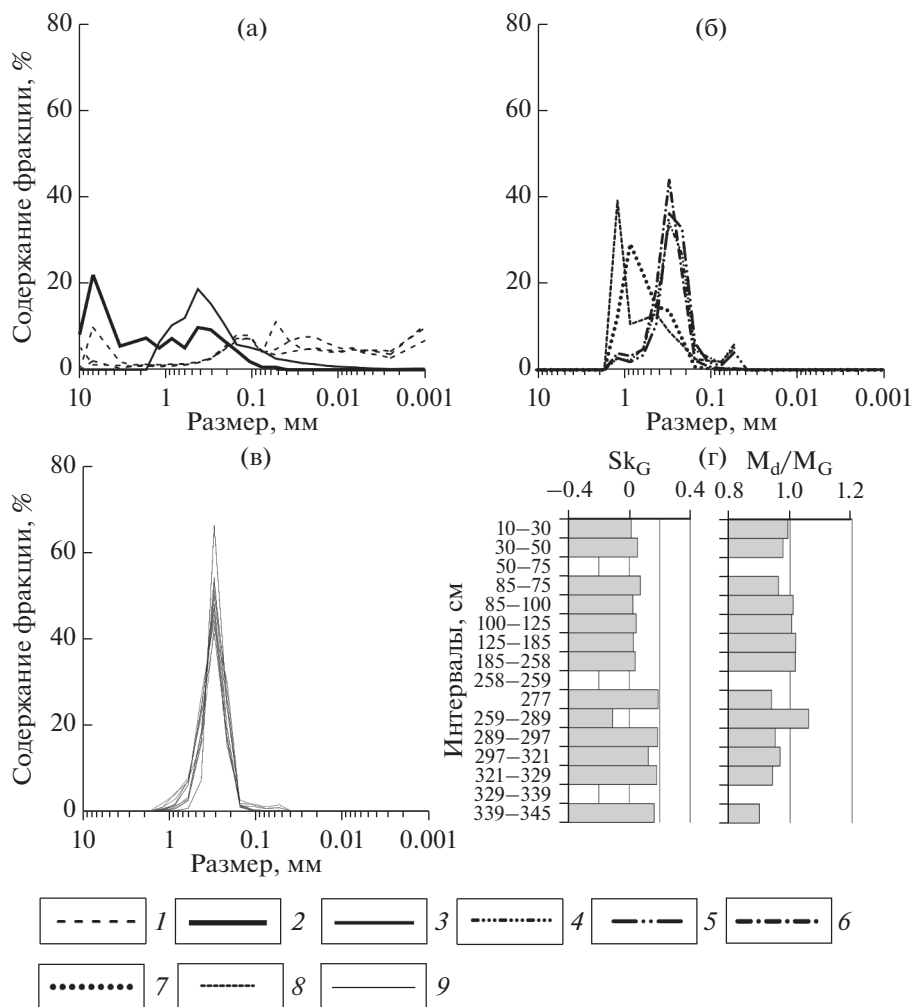 (а)
80
60
40
20
0
Содержание фракции, %
10 1 0.1 0.01 0.001
Размер, мм
(б)
80
60
40
20
0
10 1 0.1 0.01 0.001
Размер, мм
(в)
80
60
40
20
0
Содержание фракции, %
10 1 0.1 0.01 0.001
Размер, мм
Sk_G (г) M_d/M_G
−0.4 0 0.4 0.8 1.0 1.2
Интервалы, см
10−30
30−50
50−75
85−75
85−100
100−125
125−185
185−258
258−259
277
259−289
289−297
297−321
321−329
329−339
339−345
1 2 3 4 5 6
7 8 9